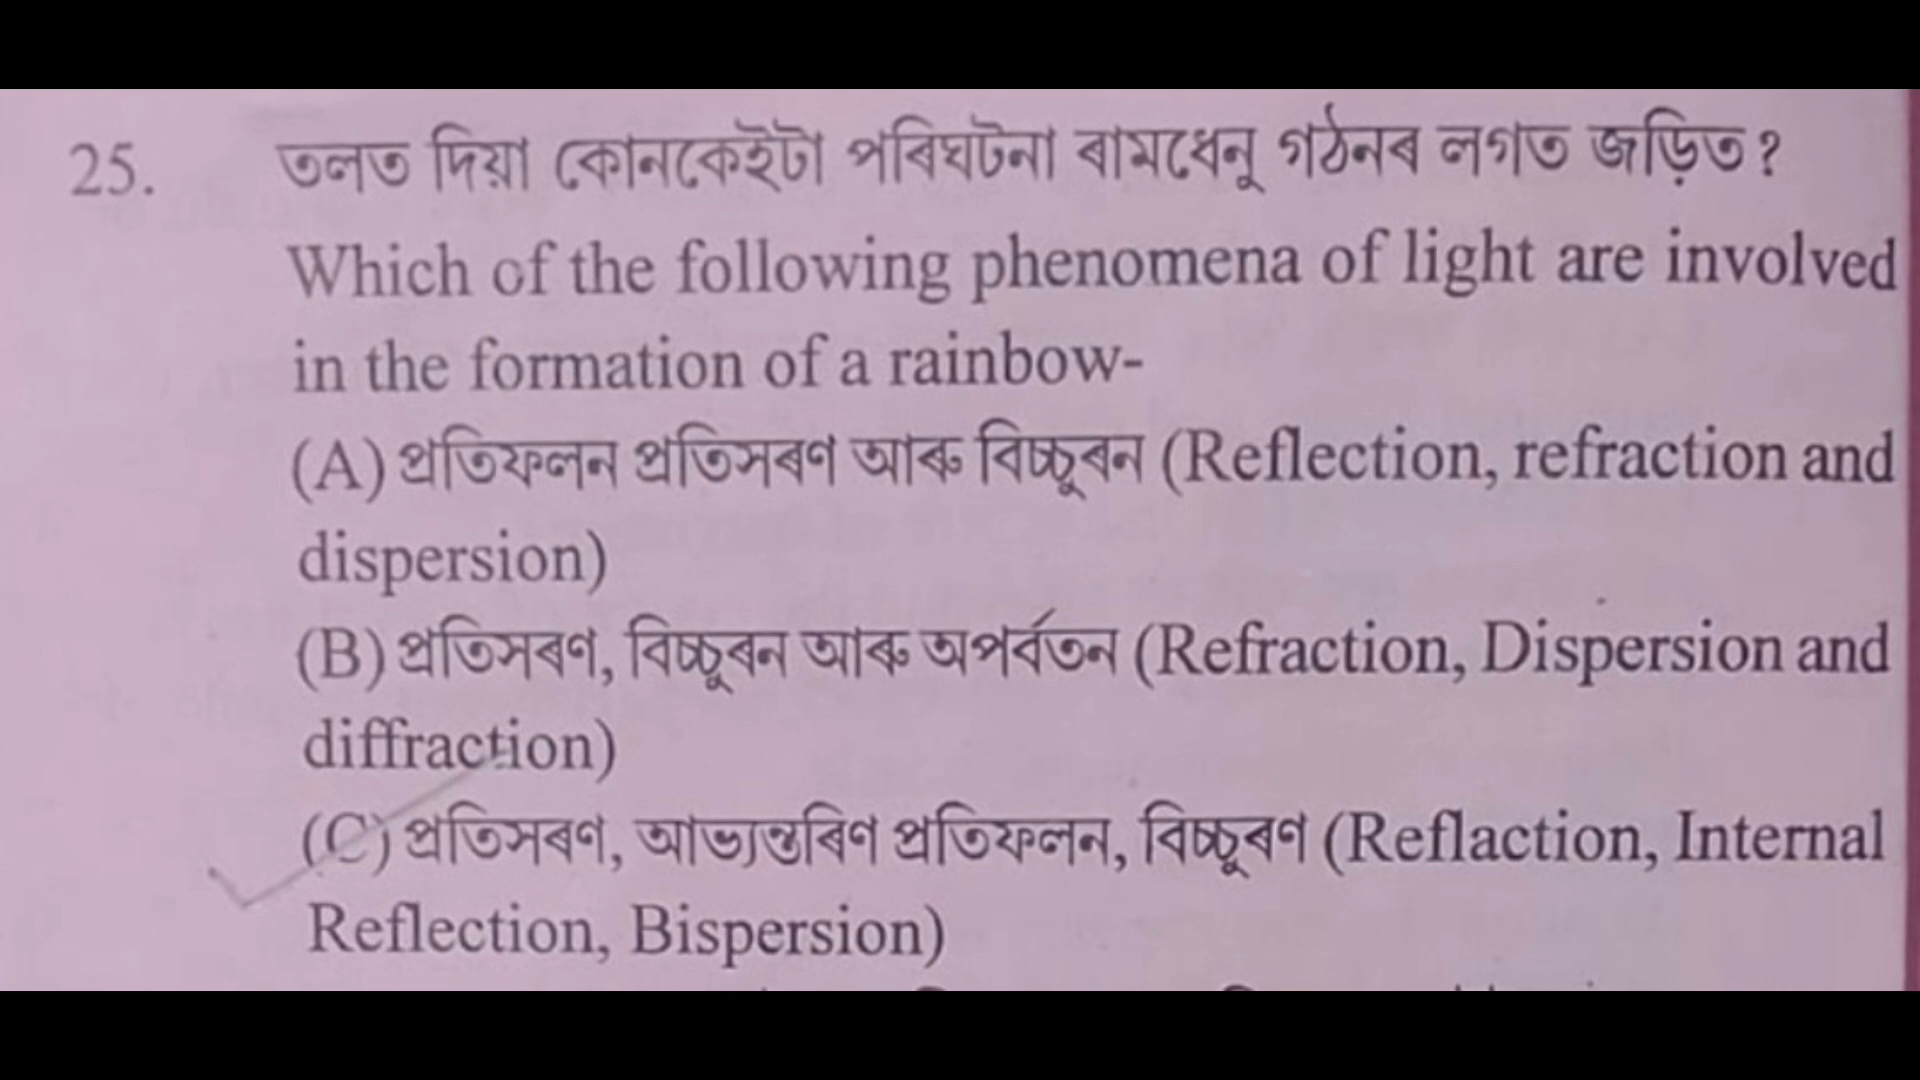 25. তলত দিয়া কোনকেইটা পৰিঘটনা ৰামধেনু গঠনৰ লগত জড়িত?
Which of the following phenomena of light are involved
in the formation of a rainbow-
(A) প্ৰতিফলন প্ৰতিসৰণ আৰু বিচ্ছূৰন (Reflection, refraction and
dispersion)
(B) প্ৰতিসৰণ, বিচ্ছূৰন আৰু অপৰ্বতন (Refraction, Dispersion and
diffraction)
(C) প্ৰতিসৰণ, আভ্যন্তৰিণ প্ৰতিফলন, বিচ্ছূৰণ (Reflaction, Internal
Reflection, Bispersion)